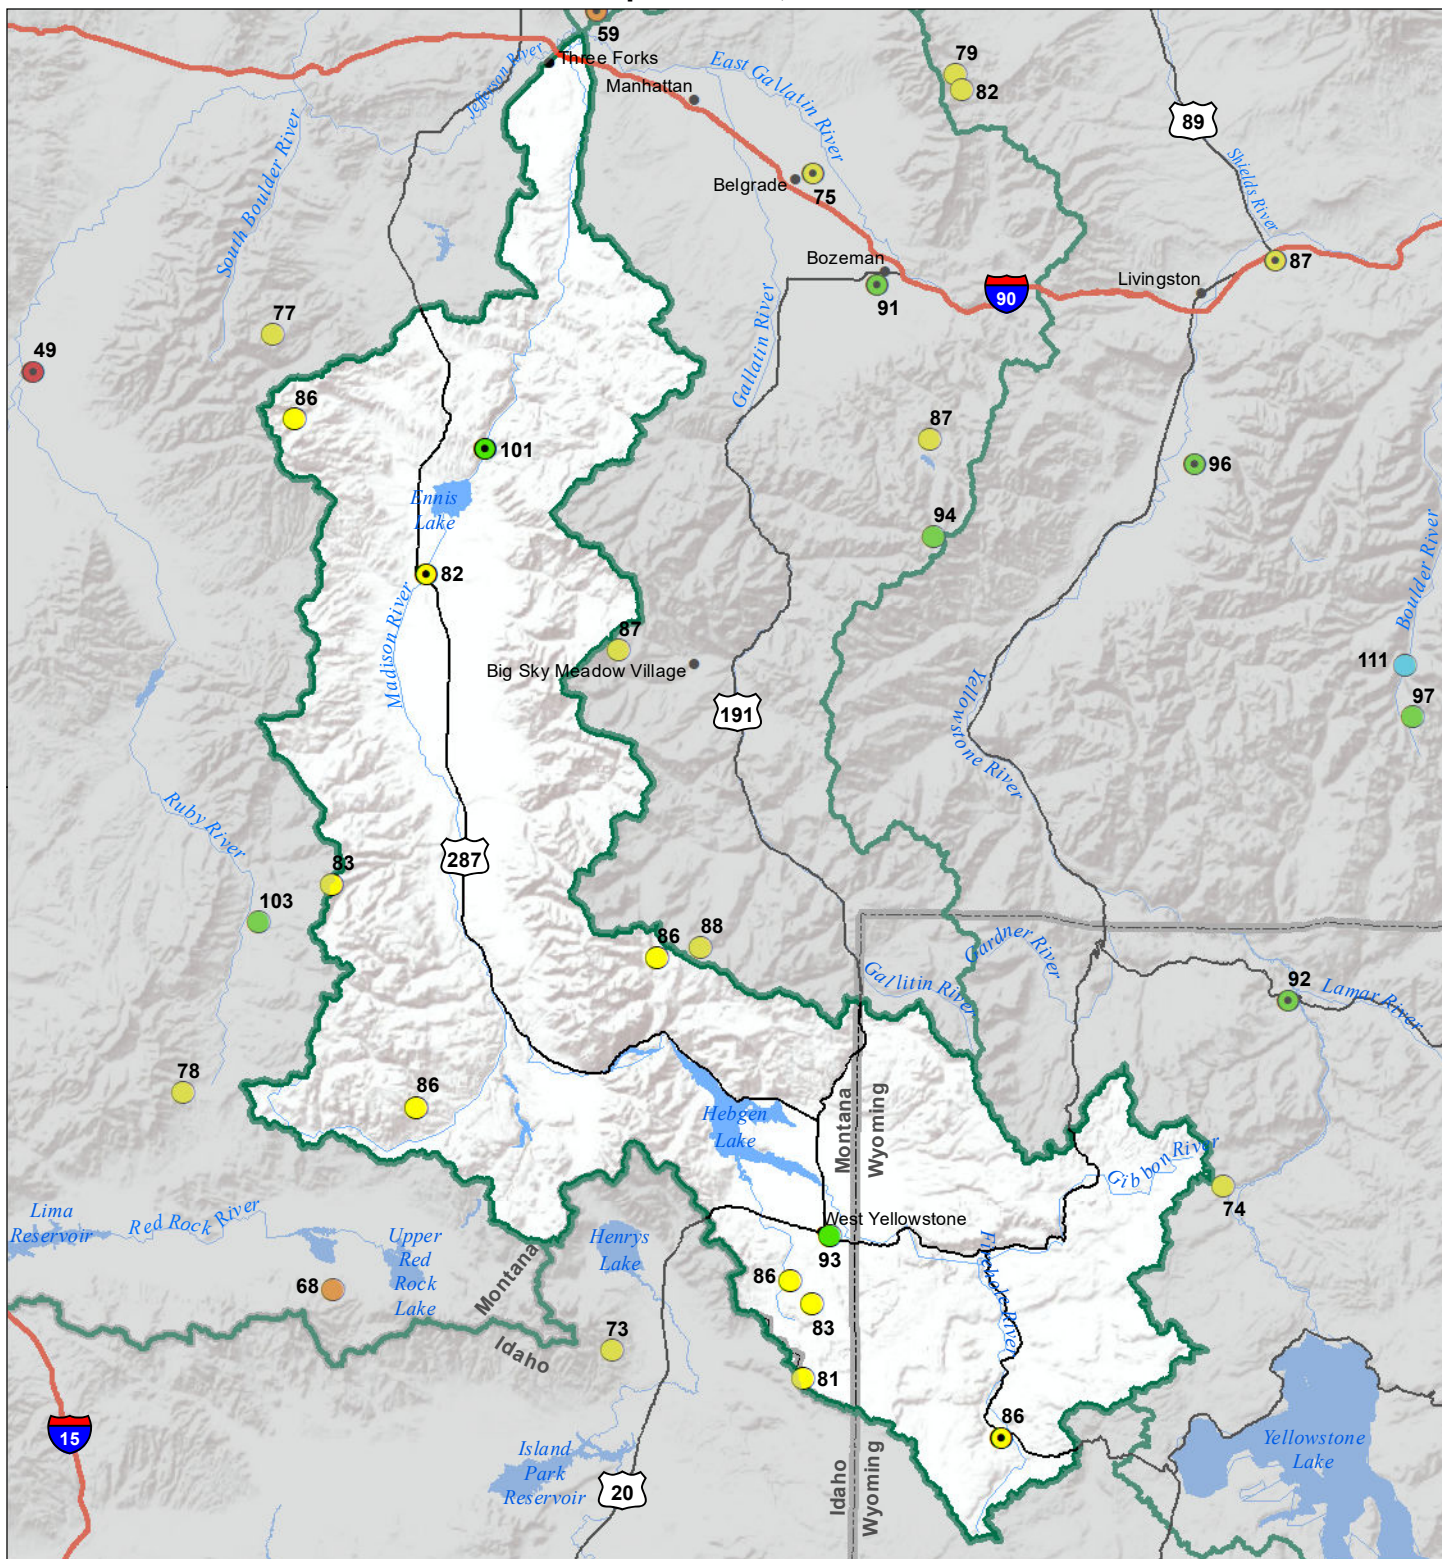 59
Three Forks
Jefferson River
Manhattan
East Gallatin River
79
82
89
Shields River
South Boulder River
Belgrade
75
Bozeman
91
90
Livingston
87
77
49
Gallatin River
86
101
87
96
Ennis
Lake
94
Boulder River
82
Madison River
87
Big Sky Meadow Village
111
97
191
Yellowstone River
Ruby River
287
83
103
86
88
Gallitin River
Gardner River
92
Lamar River
78
86
Hebgen
Lake
Montana
Wyoming
Gibbon River
74
Lima
Reservoir
Red Rock River
Upper
Red
Rock
Lake
Montana
Idaho
Henrys
Lake
West Yellowstone
93
Firehole River
68
86
83
73
81
86
15
Island
Park
Reservoir
20
Idaho
Wyoming
Yellowstone
Lake